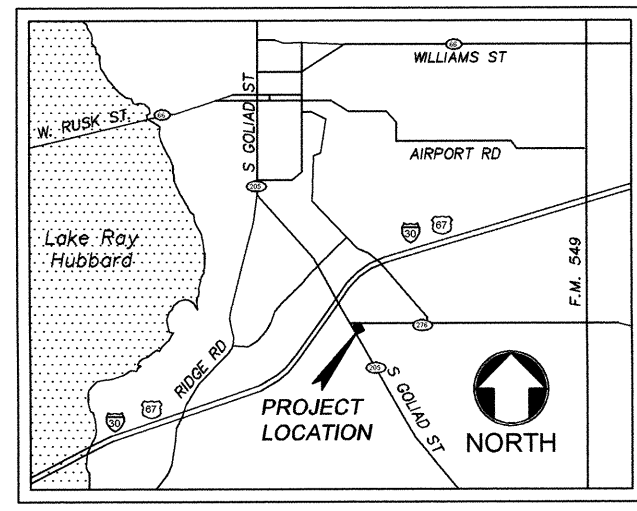 66
WILLIAMS ST
W. RUSK ST.
66
S GOLIAD ST
AIRPORT RD
205
Lake Ray
Hubbard
30
67
F.M. 549
276
RIDGE RD
205
S GOLIAD ST
30
67
PROJECT
LOCATION
NORTH